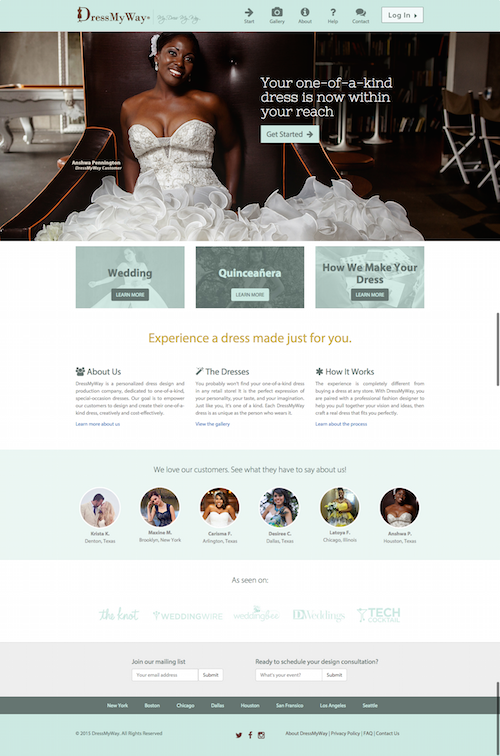 DressMyWay
Start
Gallery
About
Help
Contact
Log In
Your one-of-a-kind
dress is now within
your reach
Get Started
Anshwa Pennington
DressMyWay Customer
Wedding
LEARN MORE
Quinceañera
LEARN MORE
How We Make Your
Dress
LEARN MORE
Experience a dress made just for you.
About Us
DressMyWay is a personalized dress design and
production company, dedicated to one-of-a-kind,
special-occasion dresses. Our goal is to empower
our customers to design and create their one-of-a-
kind dress, creatively and cost-effectively.
Learn more about us
The Dresses
You probably won't find your one-of-a-kind dress
in any retail store! It is the perfect expression of
your personality, your taste, and your imagination.
Just like you, it's one of a kind. Each DressMyWay
dress is as unique as the person who wears it.
View the gallery
How It Works
The experience is completely different from
buying a dress at any store. With DressMyWay, you
are paired with a professional fashion designer to
help you pull together your vision and ideas, then
craft a real dress that fits you perfectly.
Learn about the process
We love our customers. See what they have to say about us!
Krista K.
Denton, Texas
Maxine M.
Brooklyn, New York
Carissa F.
Arlington, Texas
Desiree C.
Dallas, Texas
Latoya F.
Chicago, Illinois
Anshwa P.
Houston, Texas
As seen on:
the knot
WEDDINGWIRE
weddingbee
DWeddings
TECH
COCKTAIL
Join our mailing list
Your email address
Submit
Ready to schedule your design consultation?
What's your event?
Submit
New York
Boston
Chicago
Dallas
Houston
San Fransico
Los Angeles
Seattle
© 2015 DressMyWay. All Rights Reserved
About DressMyWay | Privacy Policy | FAQ | Contact Us